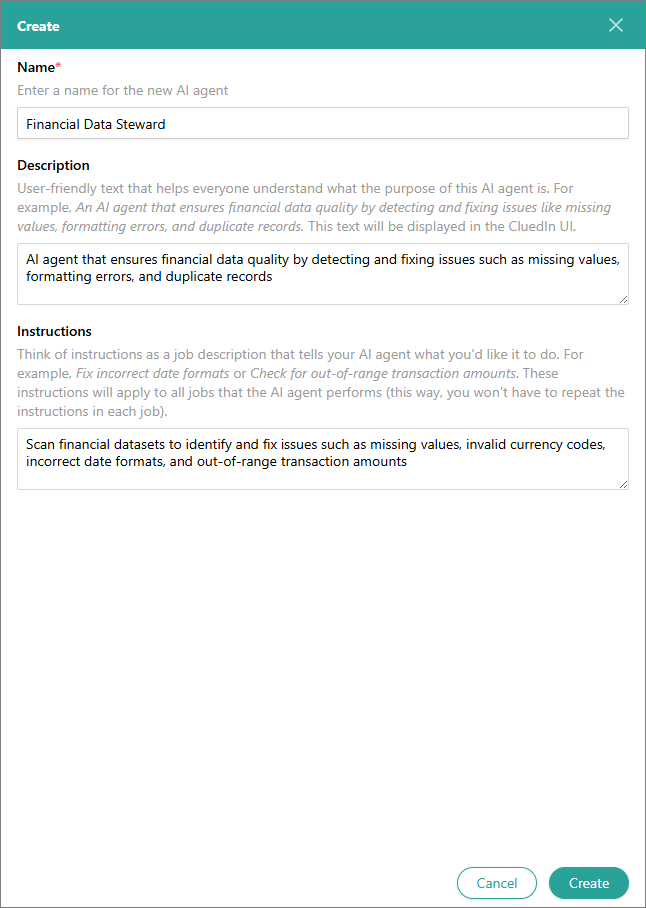 Create
Name*
Enter a name for the new AI agent
Financial Data Steward
Description
User-friendly text that helps everyone understand what the purpose of this AI agent is. For
example, An AI agent that ensures financial data quality by detecting and fixing issues like missing
values, formatting errors, and duplicate records. This text will be displayed in the CluedIn UI.
AI agent that ensures financial data quality by detecting and fixing issues such as missing values,
formatting errors, and duplicate records
Instructions
Think of instructions as a job description that tells your AI agent what you'd like it to do. For
example, Fix incorrect date formats or Check for out-of-range transaction amounts. These
instructions will apply to all jobs that the AI agent performs (this way, you won't have to repeat the
instructions in each job).
Scan financial datasets to identify and fix issues such as missing values, invalid currency codes,
incorrect date formats, and out-of-range transaction amounts
Cancel
Create